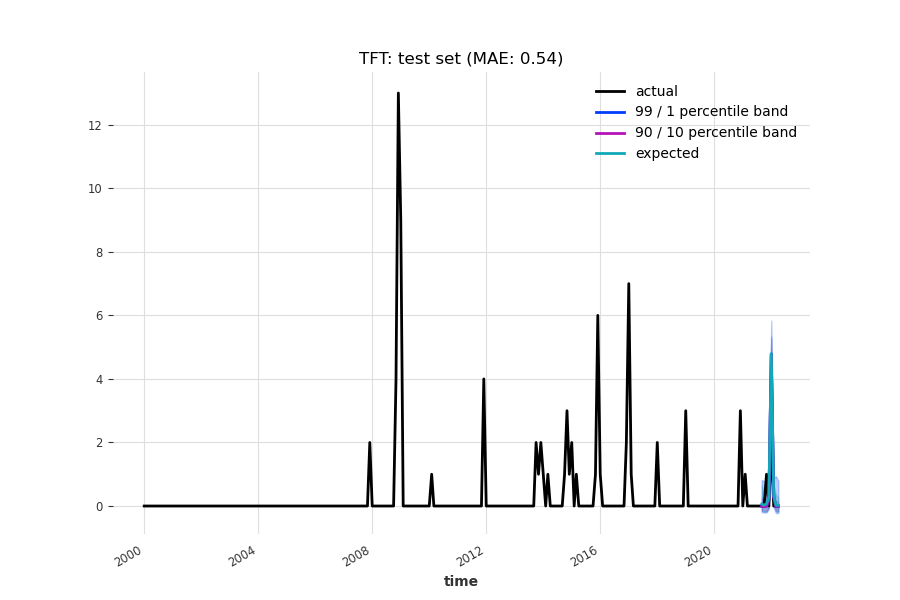 TFT: test set (MAE: 0.54)
actual
99 / 1 percentile band
90 / 10 percentile band
expected
12
10
8
6
4
2
0
2000
2004
2008
2012
2016
2020
time